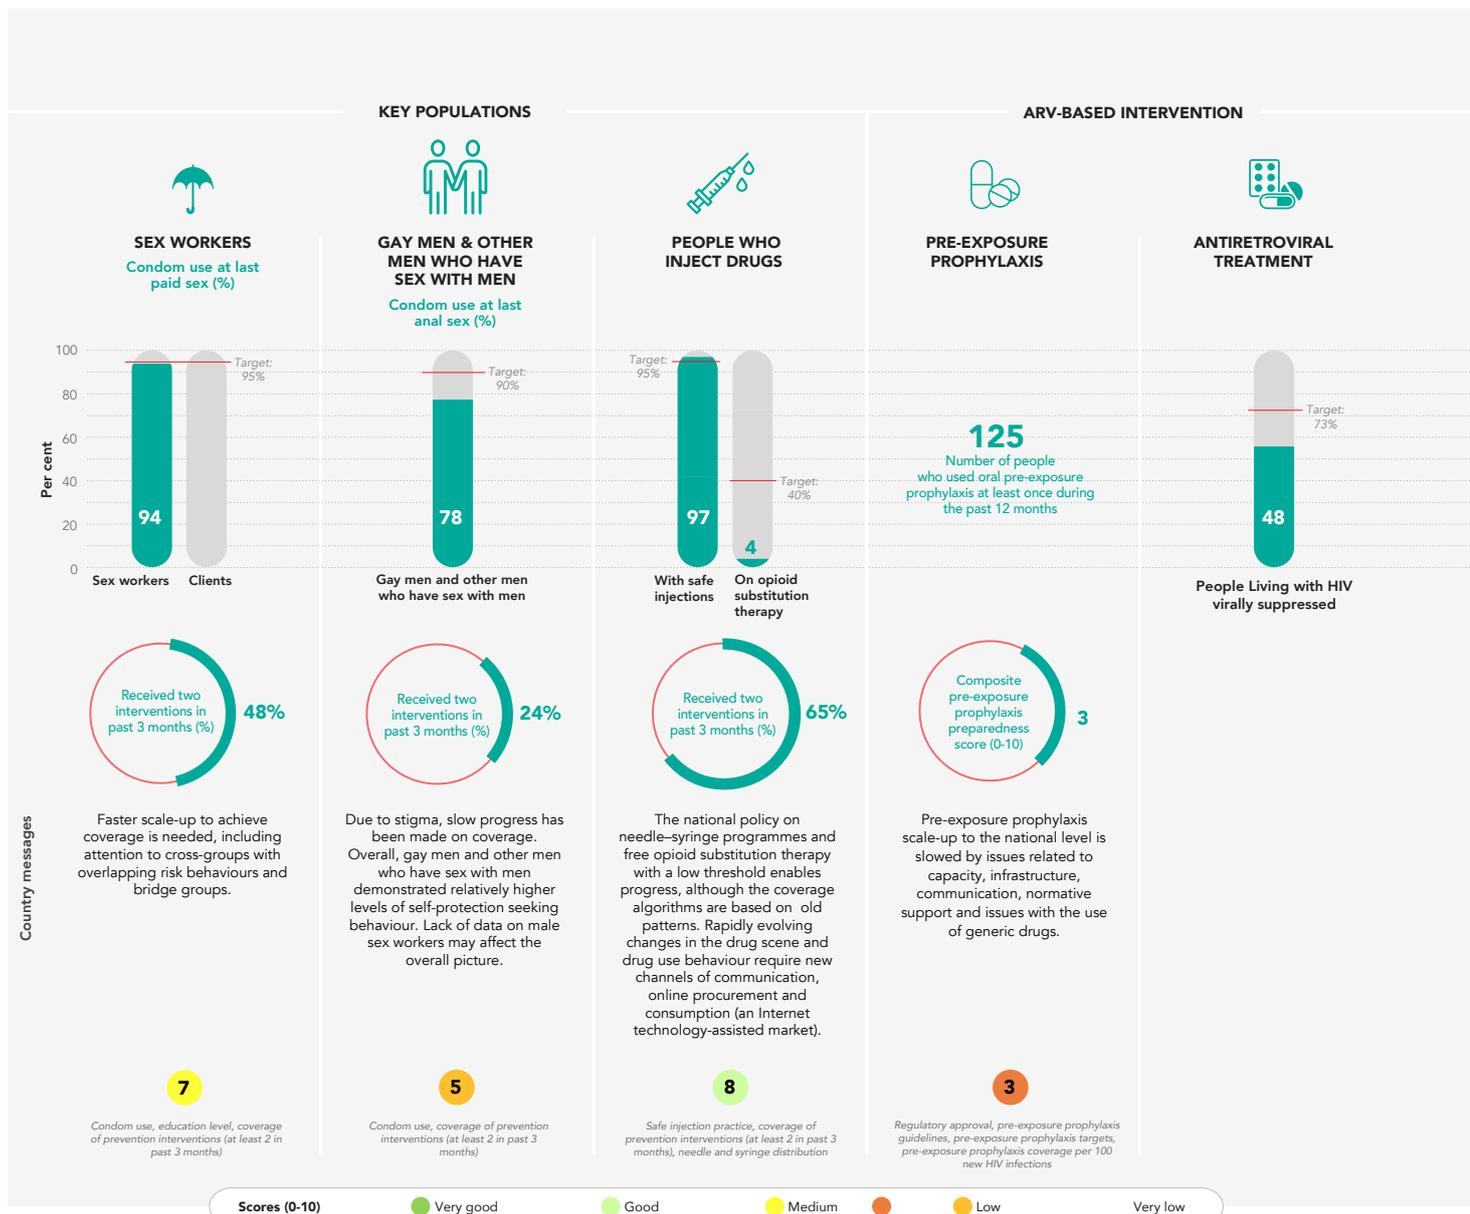 KEY POPULATIONS
ARV-BASED INTERVENTION
SEX WORKERS
Condom use at last
paid sex (%)
GAY MEN & OTHER
MEN WHO HAVE
SEX WITH MEN
Condom use at last
anal sex (%)
PEOPLE WHO
INJECT DRUGS
PRE-EXPOSURE
PROPHYLAXIS
ANTIRETROVIRAL
TREATMENT
Per cent
100
80
60
40
20
0
Target:
95%
94
Sex workers
Clients
Target:
90%
78
Gay men and other men
who have sex with men
Target:
95%
97
With safe
injections
Target:
40%
4
On opioid
substitution
therapy
125
Number of people
who used oral pre-exposure
prophylaxis at least once during
the past 12 months
Target:
73%
48
People Living with HIV
virally suppressed
Received two
interventions in
past 3 months (%)
48%
Received two
interventions in
past 3 months (%)
24%
Received two
interventions in
past 3 months (%)
65%
Composite
pre-exposure
prophylaxis
preparedness
score (0-10)
3
Country messages
Faster scale-up to achieve
coverage is needed, including
attention to cross-groups with
overlapping risk behaviours and
bridge groups.
Due to stigma, slow progress has
been made on coverage.
Overall, gay men and other men
who have sex with men
demonstrated relatively higher
levels of self-protection seeking
behaviour. Lack of data on male
sex workers may affect the
overall picture.
The national policy on
needle–syringe programmes and
free opioid substitution therapy
with a low threshold enables
progress, although the coverage
algorithms are based on old
patterns. Rapidly evolving
changes in the drug scene and
drug use behaviour require new
channels of communication,
online procurement and
consumption (an Internet
technology-assisted market).
Pre-exposure prophylaxis
scale-up to the national level is
slowed by issues related to
capacity, infrastructure,
communication, normative
support and issues with the use
of generic drugs.
7
Condom use, education level, coverage
of prevention interventions (at least 2 in
past 3 months)
5
Condom use, coverage of prevention
interventions (at least 2 in past 3
months)
8
Safe injection practice, coverage of
prevention interventions (at least 2 in past 3
months), needle and syringe distribution
3
Regulatory approval, pre-exposure prophylaxis
guidelines, pre-exposure prophylaxis targets,
pre-exposure prophylaxis coverage per 100
new HIV infections
Scores (0-10)
Very good
Good
Medium
Low
Very low